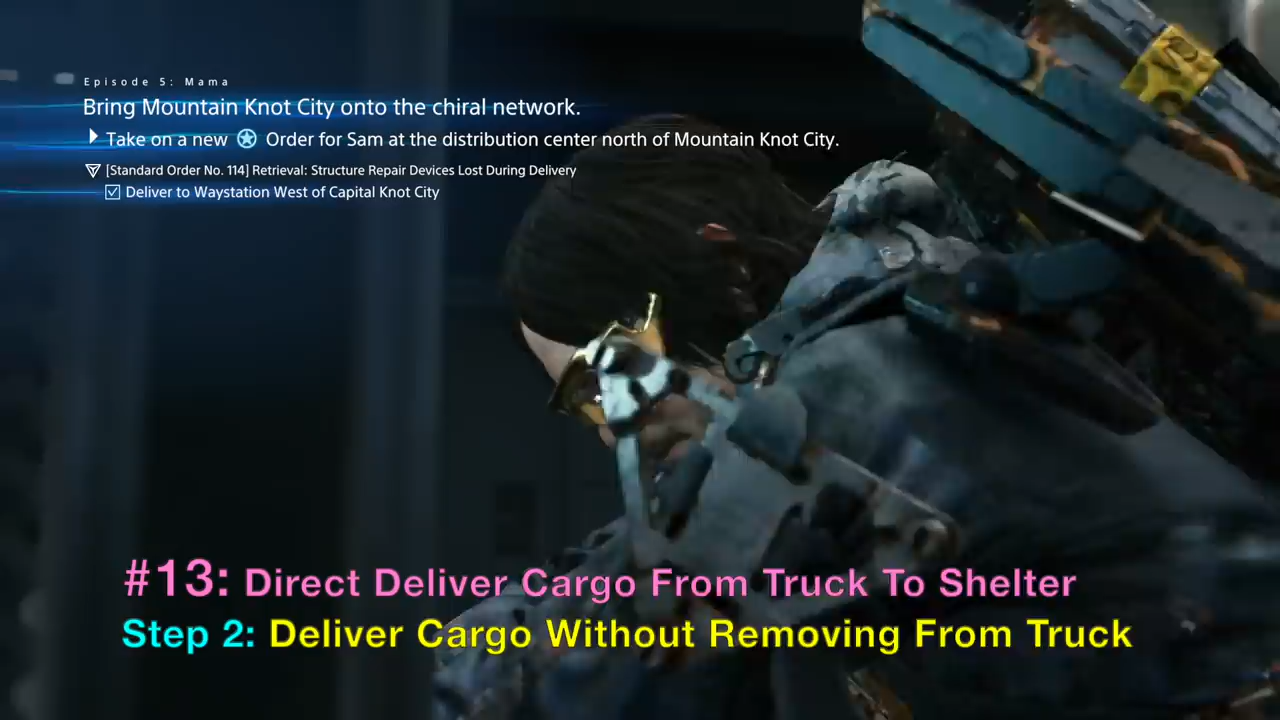 Episode 5: Mama
Bring Mountain Knot City onto the chiral network.
Take on a new Order for Sam at the distribution center north of Mountain Knot City.
[Standard Order No. 114] Retrieval: Structure Repair Devices Lost During Delivery
Deliver to Waystation West of Capital Knot City
#13: Direct Deliver Cargo From Truck To Shelter
Step 2: Deliver Cargo Without Removing From Truck